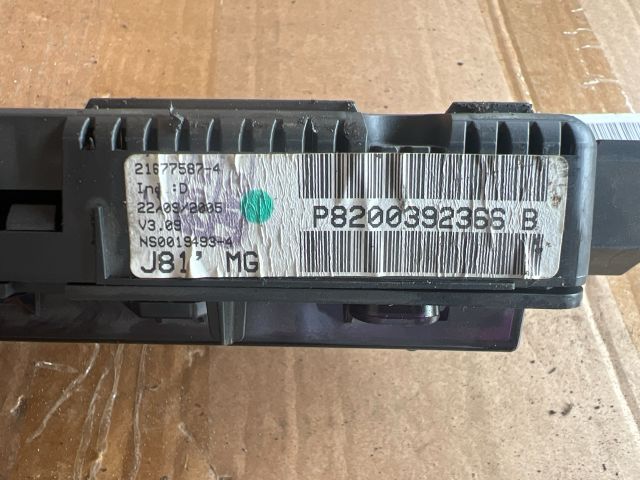 21677587-4
Ind :D
22/09/2005
V3.09
NS0019493-4
J81' MG
P8200392366 B